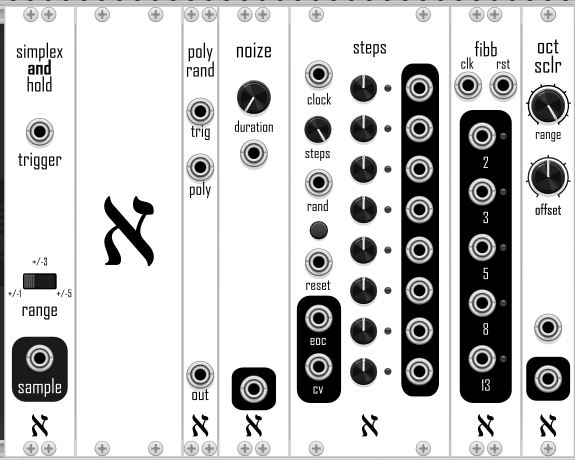 simplex
and
hold
trigger
+/-3
+/-1
+/-5
range
sample
א
א
poly
rand
trig
poly
out
א
noize
duration
א
steps
clock
steps
rand
reset
eoc
cv
א
fibb
clk
rst
2
3
5
8
13
א
oct
sclr
range
offset
א